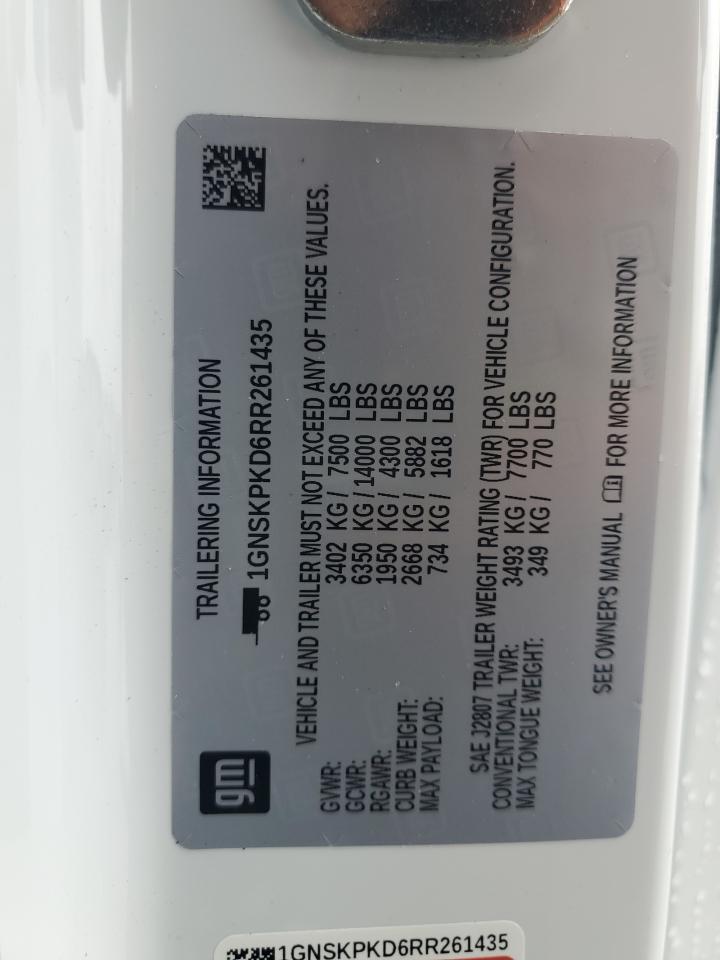 gm
TRAILERING INFORMATION
1GNSKPKD6RR261435
VEHICLE AND TRAILER MUST NOT EXCEED ANY OF THESE VALUES.
GVWR: 3402 KG / 7500 LBS
GCWR: 6350 KG / 14000 LBS
RGAWR: 1950 KG / 4300 LBS
CURB WEIGHT: 2668 KG / 5882 LBS
MAX PAYLOAD: 734 KG / 1618 LBS
SAE J2807 TRAILER WEIGHT RATING (TWR) FOR VEHICLE CONFIGURATION.
CONVENTIONAL TWR: 3493 KG / 7700 LBS
MAX TONGUE WEIGHT: 349 KG / 770 LBS
SEE OWNER'S MANUAL FOR MORE INFORMATION
1GNSKPKD6RR261435